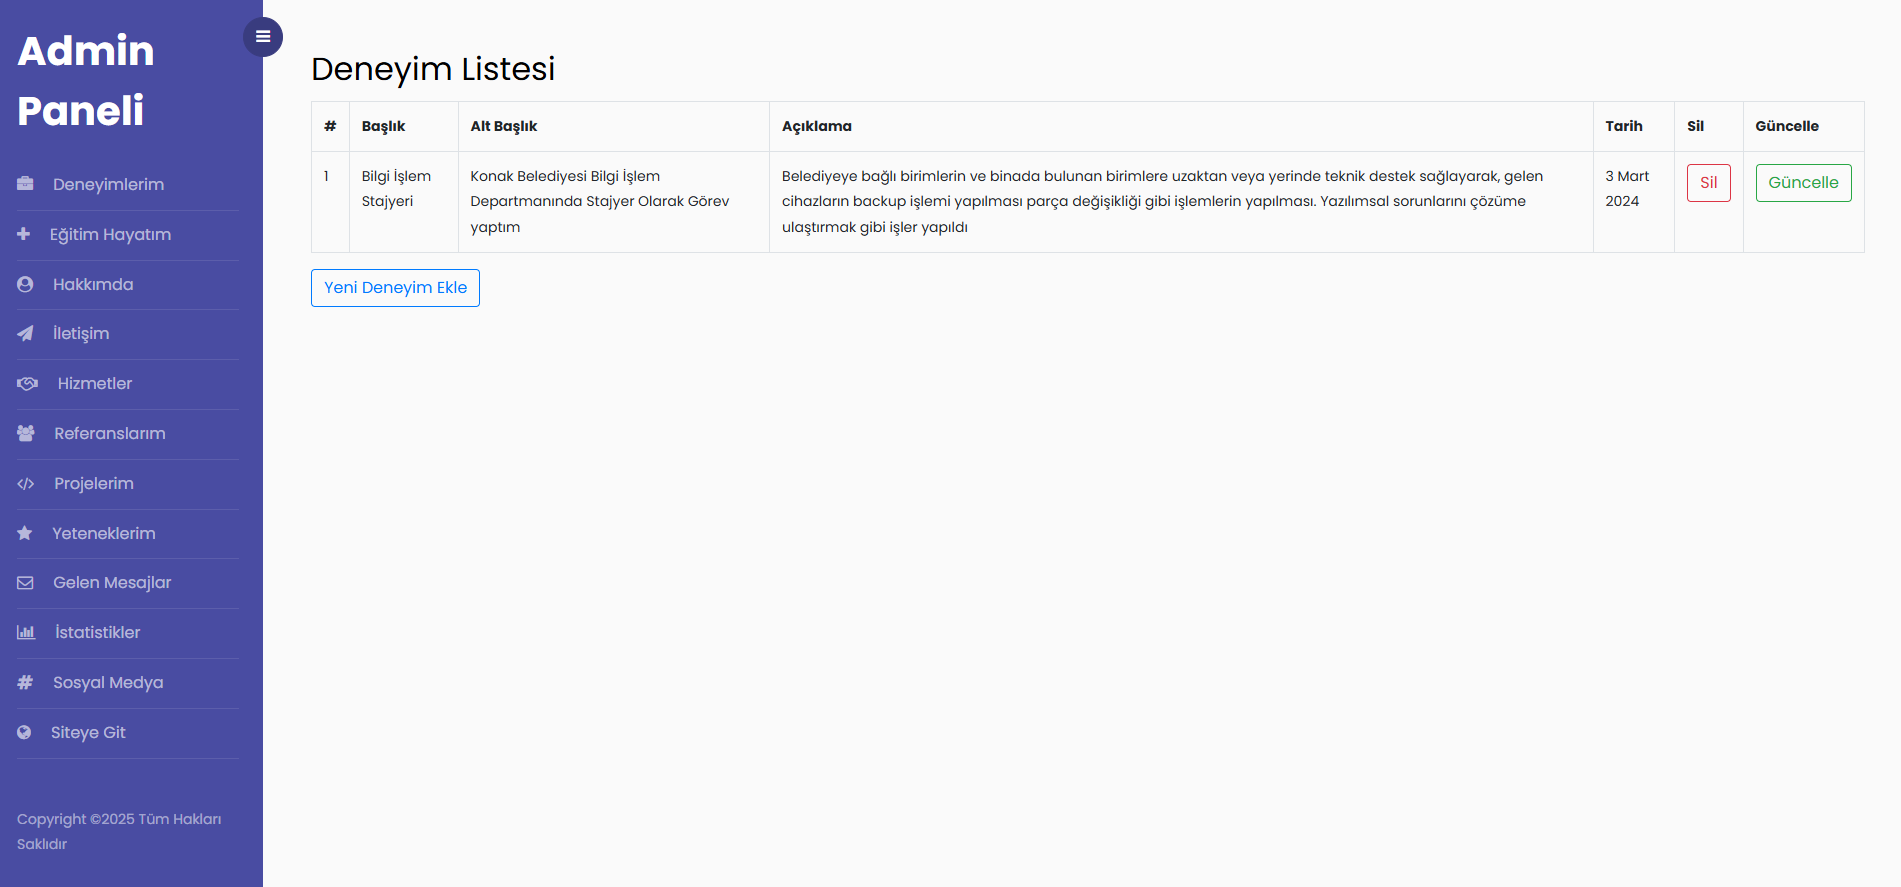 Admin
Paneli
Deneyimlerim
Eğitim Hayatım
Hakkımda
İletişim
Hizmetler
Referanslarım
Projelerim
Yeteneklerim
Gelen Mesajlar
İstatistikler
# Sosyal Medya
Siteye Git
Copyright ©2025 Tüm Hakları
Saklıdır
Deneyim Listesi
# Başlık Alt Başlık Açıklama Tarih Sil Güncelle
1 Bilgi İşlem Konak Belediyesi Bilgi İşlem Belediyeye bağlı birimlerin ve binada bulunan birimlere uzaktan veya yerinde teknik destek sağlayarak, gelen 3 Mart Sil Güncelle
Stajyeri Departmanında Stajyer Olarak Görev cihazların backup işlemi yapılması parça değişikliği gibi işlemlerin yapılması. Yazılımsal sorunlarını çözüme 2024
yaptım ulaştırmak gibi işler yapıldı
Yeni Deneyim Ekle